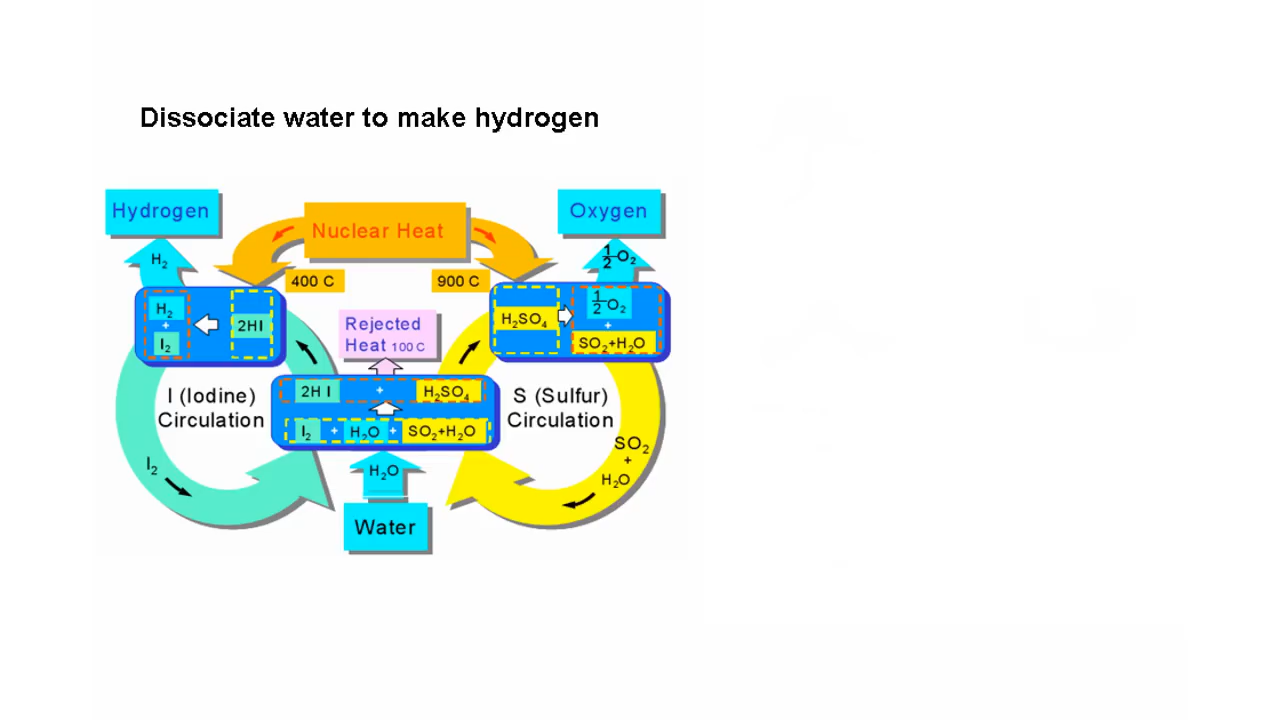 Dissociate water to make hydrogen
Hydrogen
Nuclear Heat
Oxygen
H₂
½O₂
400 C
900 C
H₂
+
I₂
2HI
H₂SO₄
½O₂
+
SO₂+H₂O
Rejected
Heat 100 C
I (Iodine)
Circulation
S (Sulfur)
Circulation
2H I + H₂SO₄
I₂ + H₂O + SO₂+H₂O
I₂
H₂O
SO₂
+
H₂O
Water